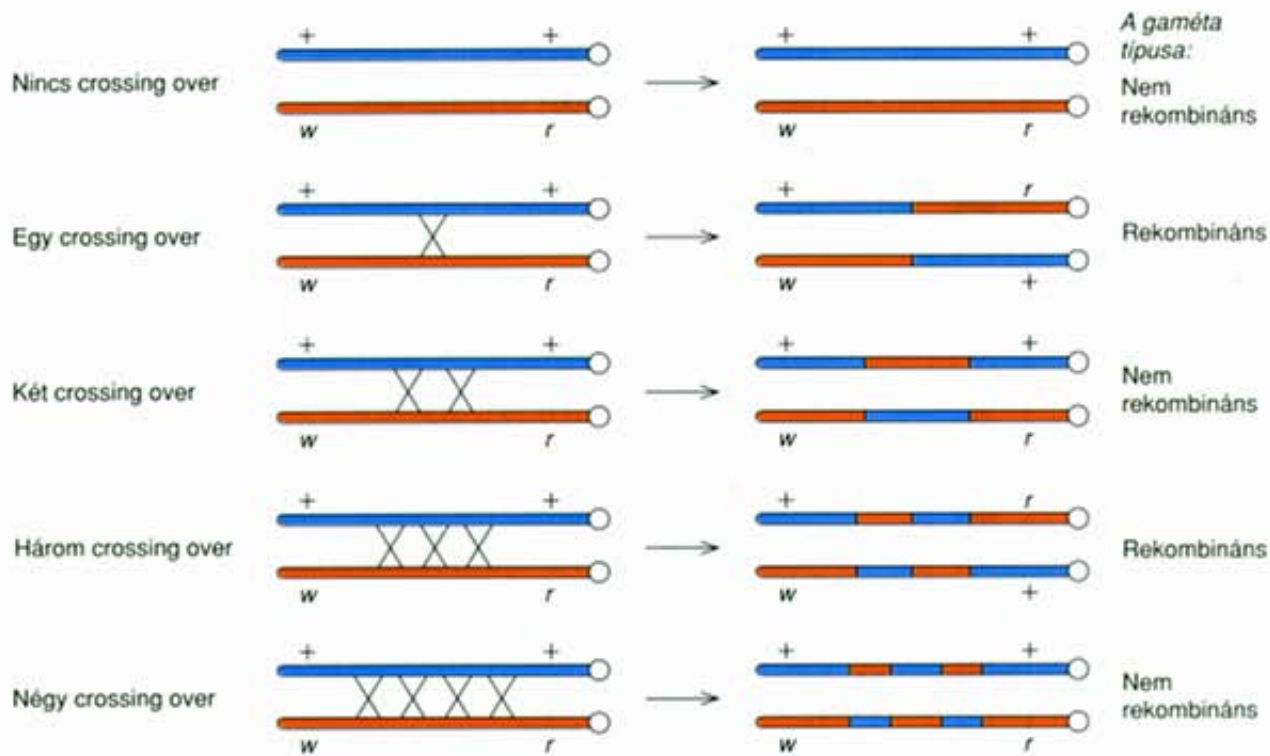 A gaméta
típusa:
+ + + +
Nincs crossing over
Nem
rekombináns
w r w r
+ + + r
Egy crossing over
Rekombináns
w r w +
+ + + +
Két crossing over
Nem
rekombináns
w r w r
+ + + r
Három crossing over
Rekombináns
w r w +
+ + + +
Négy crossing over
Nem
rekombináns
w r w r